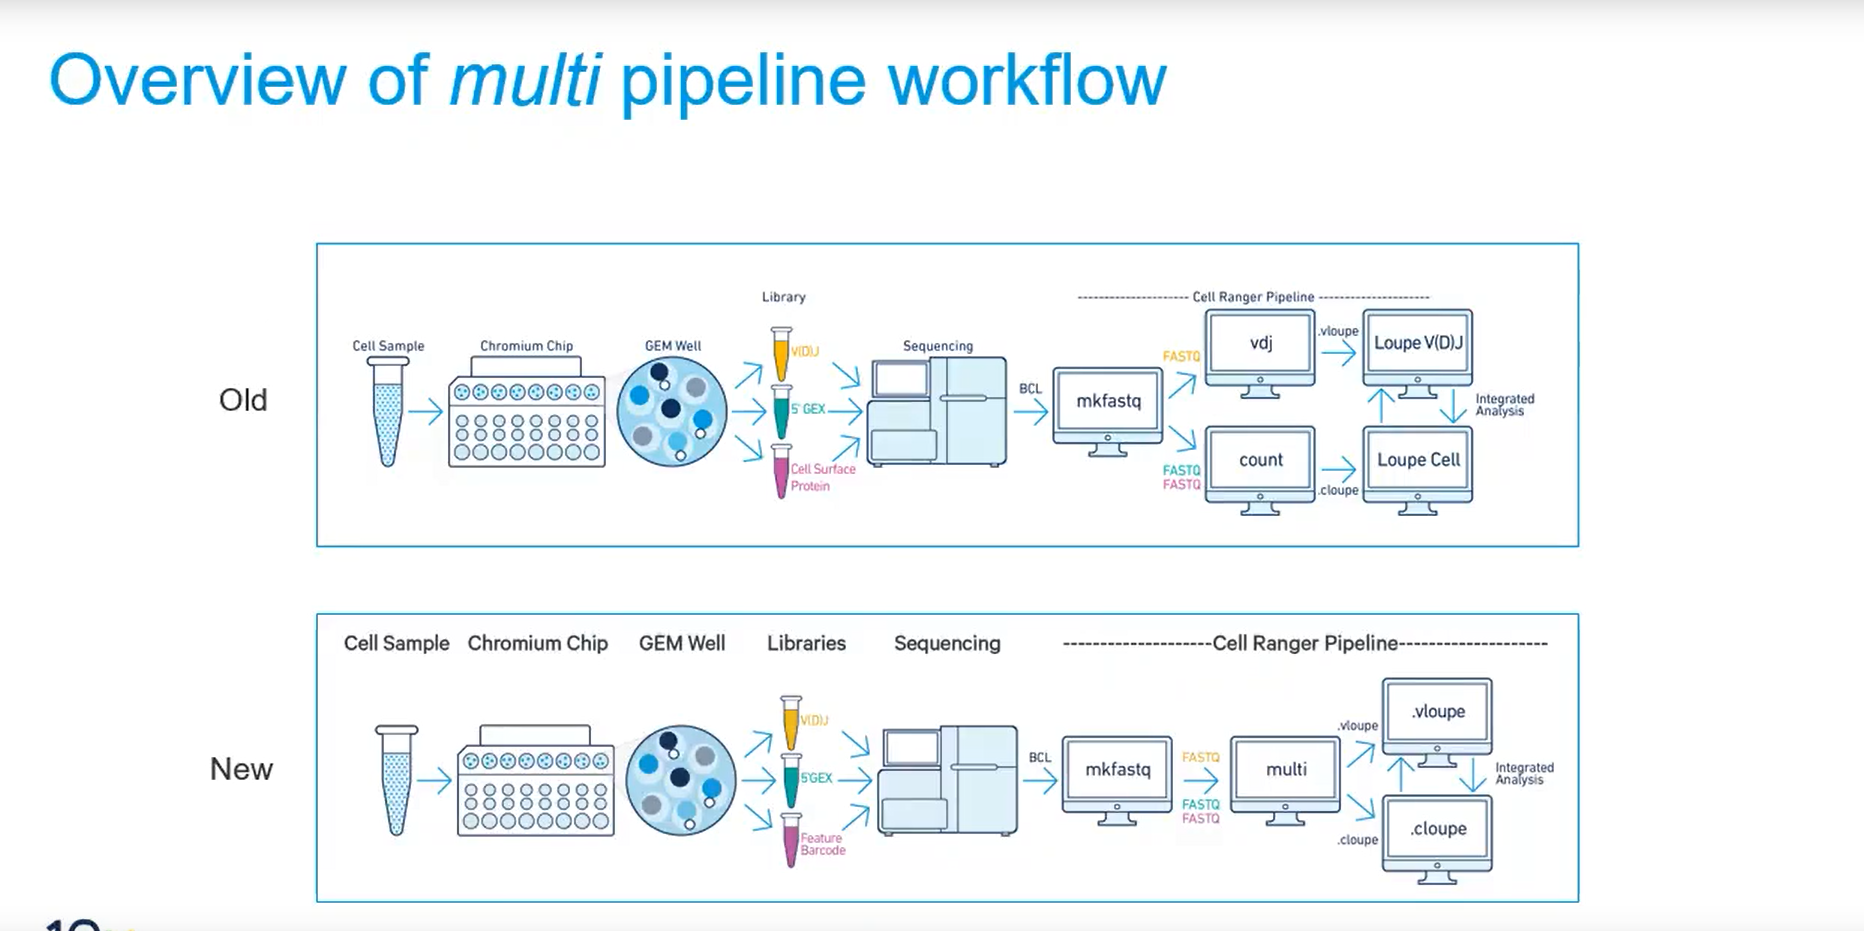 Overview of multi pipeline workflow
Old
Library
---------------------- Cell Ranger Pipeline ----------------------
Cell Sample
Chromium Chip
GEM Well
V(D)J
5' GEX
Cell Surface
Protein
Sequencing
BCL
mkfastq
FASTQ
FASTQ
FASTQ
vdj
.vloupe
Loupe V(D)J
count
.cloupe
Loupe Cell
Integrated
Analysis
New
Cell Sample
Chromium Chip
GEM Well
Libraries
Sequencing
--------------------Cell Ranger Pipeline--------------------
V(D)J
5'GEX
Feature
Barcode
BCL
mkfastq
FASTQ
FASTQ
FASTQ
multi
.vloupe
.vloupe
.cloupe
.cloupe
Integrated
Analysis